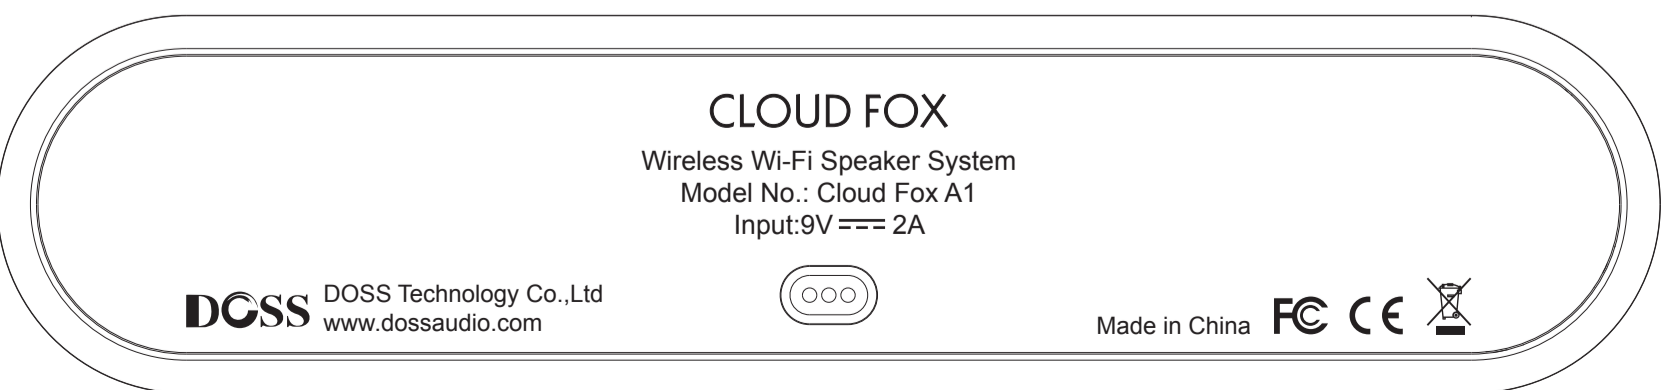 CLOUD FOX
Wireless Wi-Fi Speaker System
Model No.: Cloud Fox A1
Input:9V 2A
DOSS
DOSS Technology Co.,Ltd
www.dossaudio.com
Made in China FC CE